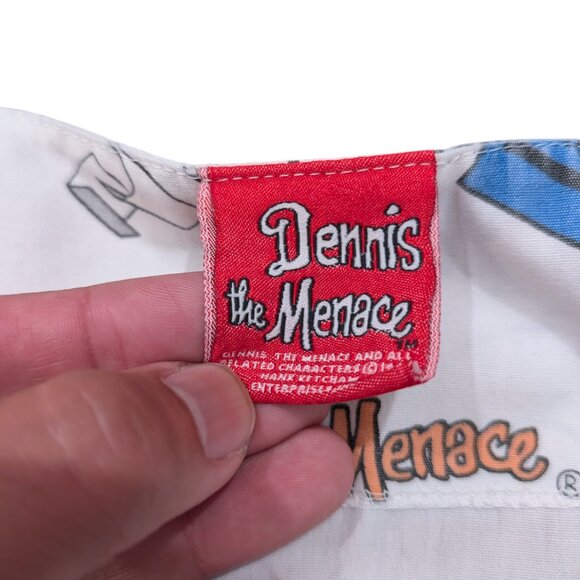 Dennis
the Menace
TM
DENNIS THE MENACE AND ALL
RELATED CHARACTERS ©
HANK KETCHAM
ENTERPRISES
Menace
®